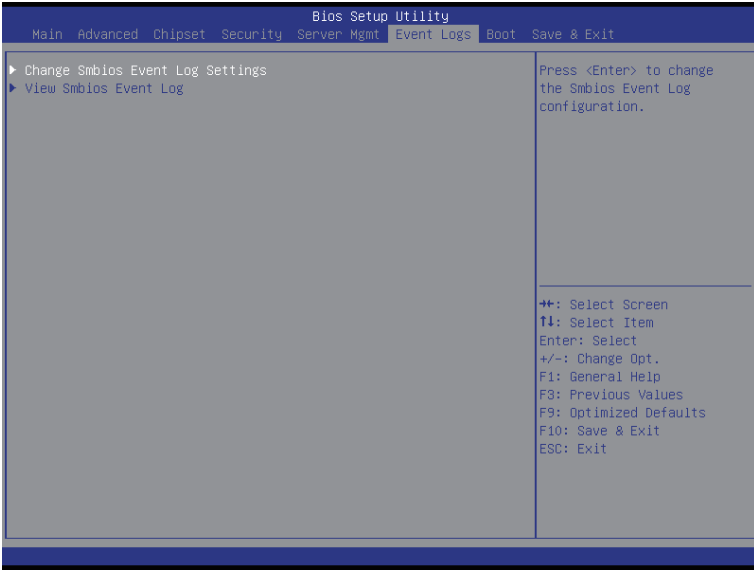 Bios Setup Utility
Main Advanced Chipset Security Server Mgmt Event Logs Boot Save & Exit
▶ Change Smbios Event Log Settings
▶ View Smbios Event Log
Press <Enter> to change
the Smbios Event Log
configuration.
→←: Select Screen
↑↓: Select Item
Enter: Select
+/-: Change Opt.
F1: General Help
F3: Previous Values
F9: Optimized Defaults
F10: Save & Exit
ESC: Exit